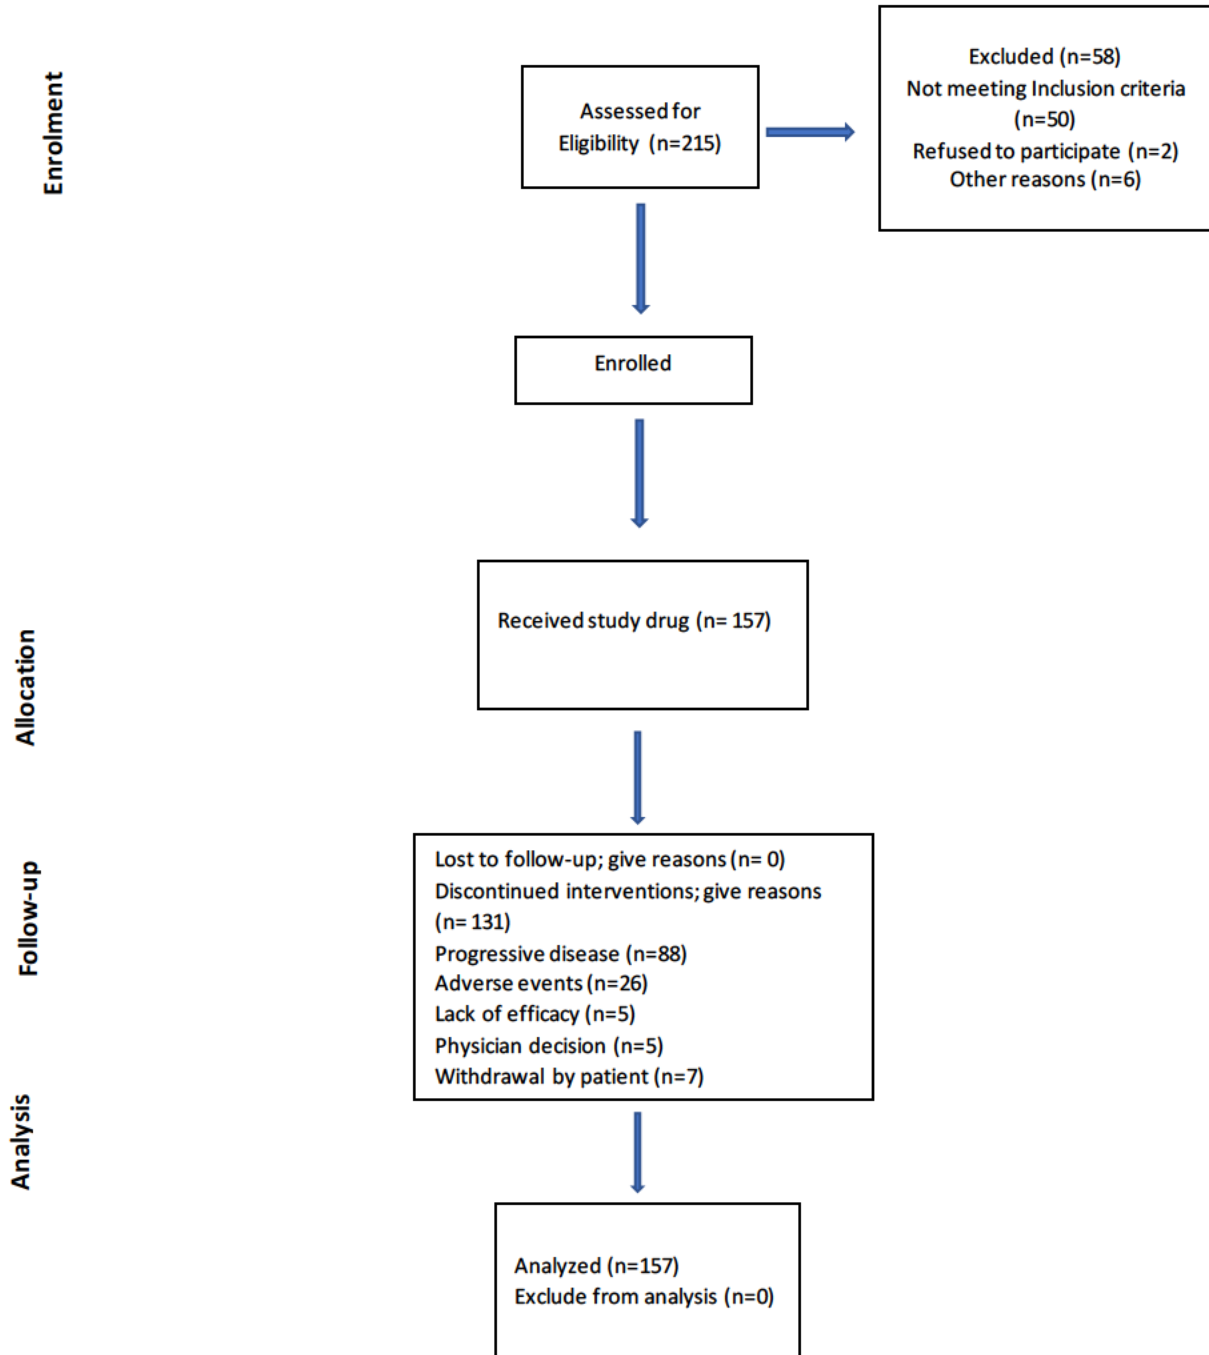 Enrolment
Assessed for
Eligibility (n=215)
Excluded (n=58)
Not meeting Inclusion criteria
(n=50)
Refused to participate (n=2)
Other reasons (n=6)
Enrolled
Allocation
Received study drug (n= 157)
Follow-up
Lost to follow-up; give reasons (n= 0)
Discontinued interventions; give reasons
(n= 131)
Progressive disease (n=88)
Adverse events (n=26)
Lack of efficacy (n=5)
Physician decision (n=5)
Withdrawal by patient (n=7)
Analysis
Analyzed (n=157)
Exclude from analysis (n=0)